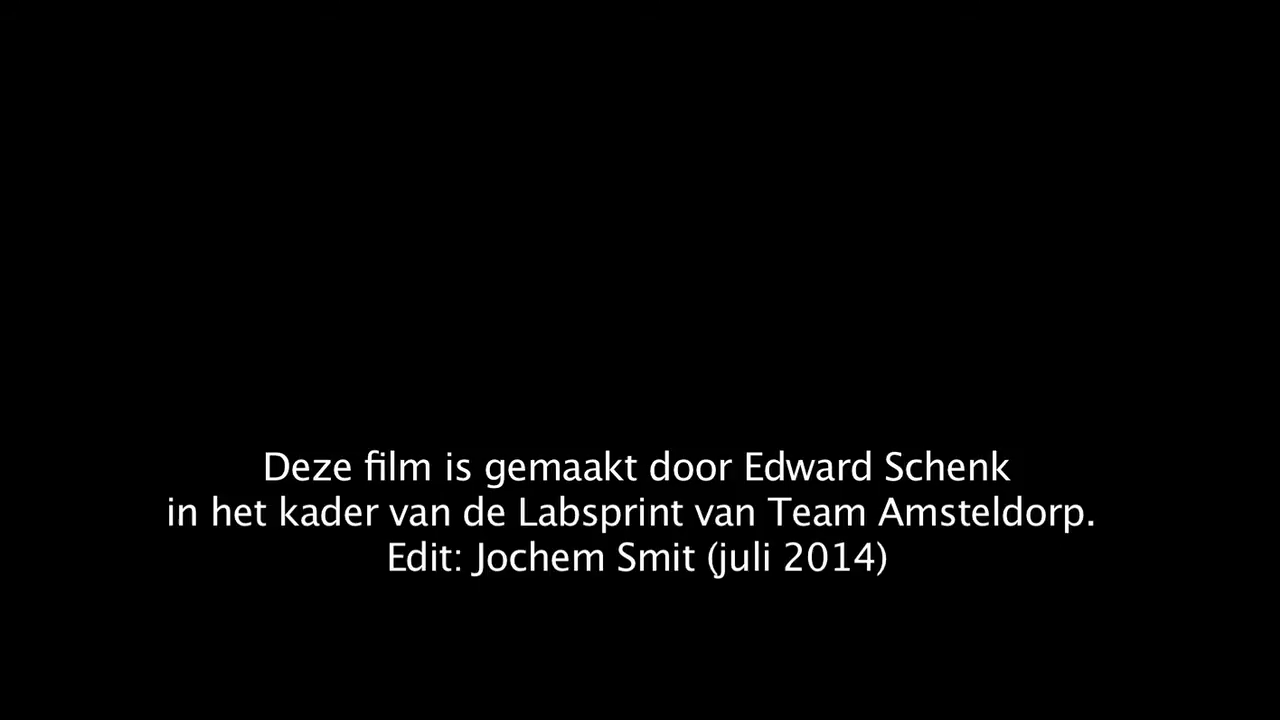 Deze film is gemaakt door Edward Schenk
in het kader van de Labsprint van Team Amsteldorp.
Edit: Jochem Smit (juli 2014)